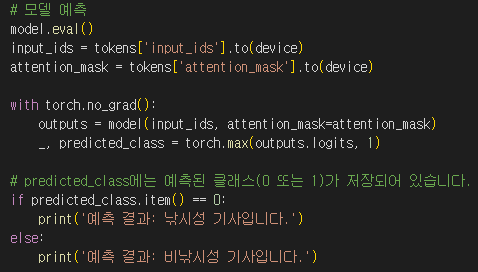 # 모델 예측
model.eval()
input_ids = tokens['input_ids'].to(device)
attention_mask = tokens['attention_mask'].to(device)

with torch.no_grad():
    outputs = model(input_ids, attention_mask=attention_mask)
    _, predicted_class = torch.max(outputs.logits, 1)

# predicted_class에는 예측된 클래스(0 또는 1)가 저장되어 있습니다.
if predicted_class.item() == 0:
    print('예측 결과: 낚시성 기사입니다.')
else:
    print('예측 결과: 비낚시성 기사입니다.')